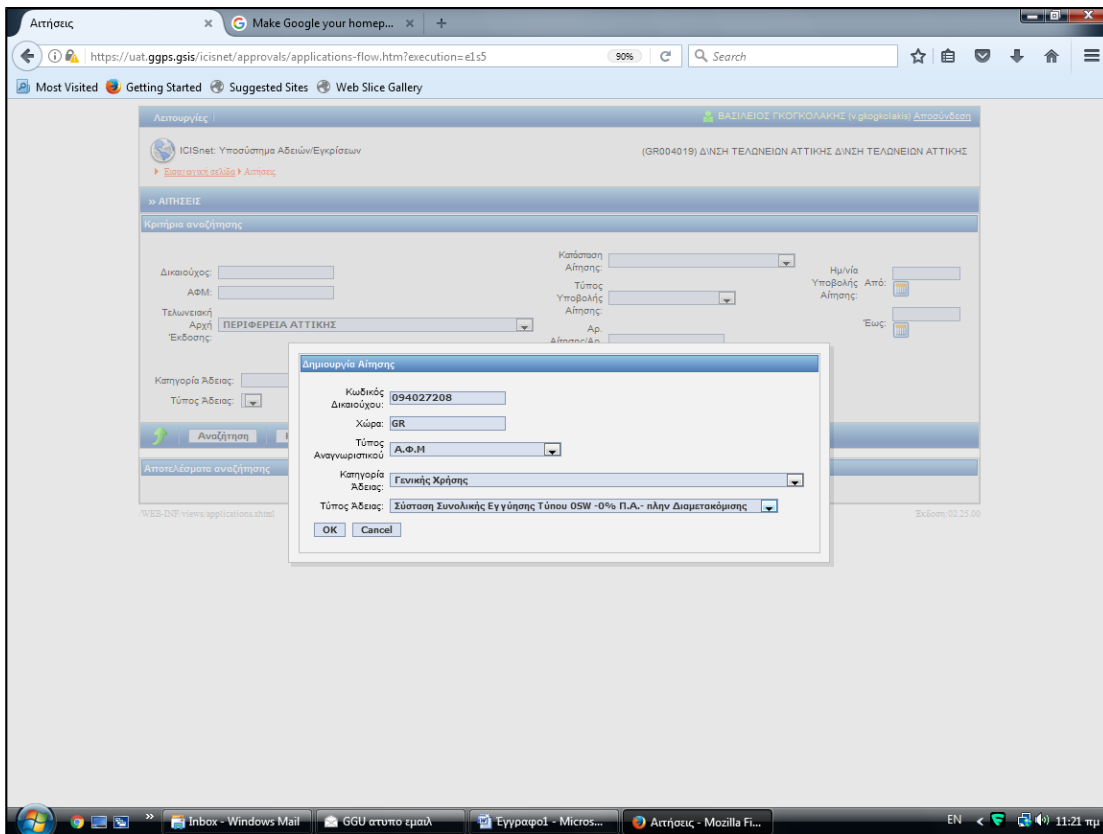 Αιτήσεις
Make Google your homep...
https://uat.ggps.gsis/icisnet/approvals/applications-flow.htm?execution=e1s5
90%
Search
Most Visited Getting Started Suggested Sites Web Slice Gallery
Λειτουργίες
ΒΑΣΙΛΕΙΟΣ ΓΚΟΓΚΟΛΑΚΗΣ (v.gkogkolakis) Αποσύνδεση
ICISnet: Υποσύστημα Αδειών/Εγκρίσεων
(GR004019) Δ\ΝΣΗ ΤΕΛΩΝΕΙΩΝ ΑΤΤΙΚΗΣ Δ\ΝΣΗ ΤΕΛΩΝΕΙΩΝ ΑΤΤΙΚΗΣ
Εισαγωγική σελίδα Αιτήσεις
» ΑΙΤΗΣΕΙΣ
Κριτήρια αναζήτησης
Δικαιούχος:
ΑΦΜ:
Τελωνειακή
Αρχή
Έκδοσης:
ΠΕΡΙΦΕΡΕΙΑ ΑΤΤΙΚΗΣ
Κατάσταση
Αίτησης:
Τύπος
Υποβολής
Αίτησης:
Αρ.
Αίτησης/Αρ.
Ημ/νία
Υποβολής Από:
Αίτησης:
Έως:
Κατηγορία Άδειας:
Τύπος Άδειας:
Αναζήτηση
Αποτελέσματα αναζήτησης
Δημιουργία Αίτησης
Κωδικός
Δικαιούχου:
094027208
Χώρα: GR
Τύπος
Αναγνωριστικού
Α.Φ.Μ
Κατηγορία
Άδειας:
Γενικής Χρήσης
Τύπος Άδειας: Σύσταση Συνολικής Εγγύησης Τύπου 05W -0% Π.Α.- πλην Διαμετακόμισης
OK Cancel
/WEB-INF/views/applications.xhtml
Έκδοση:02.25.00
Inbox - Windows Mail
GGU ατυπο εμαιλ
Έγγραφο1 - Micros...
Αιτήσεις - Mozilla Fi...
EN
11:21 πμ